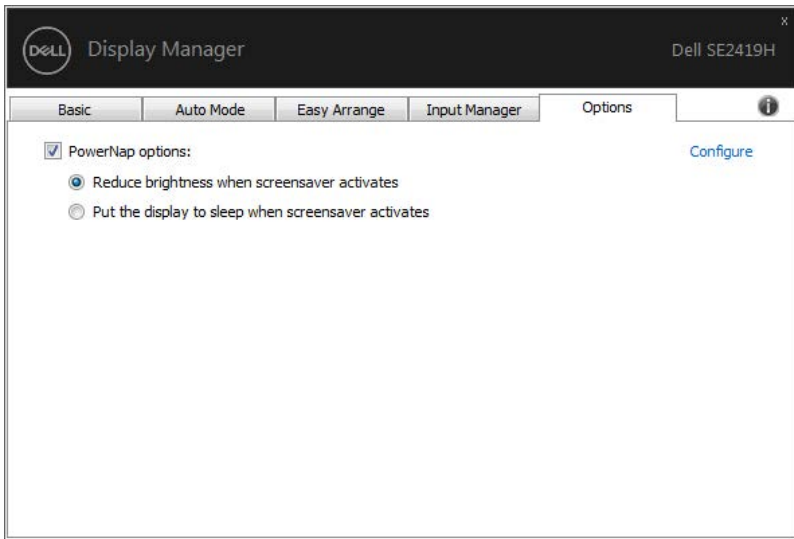 x
DELL Display Manager Dell SE2419H
Basic Auto Mode Easy Arrange Input Manager Options i
PowerNap options: Configure
Reduce brightness when screensaver activates
Put the display to sleep when screensaver activates